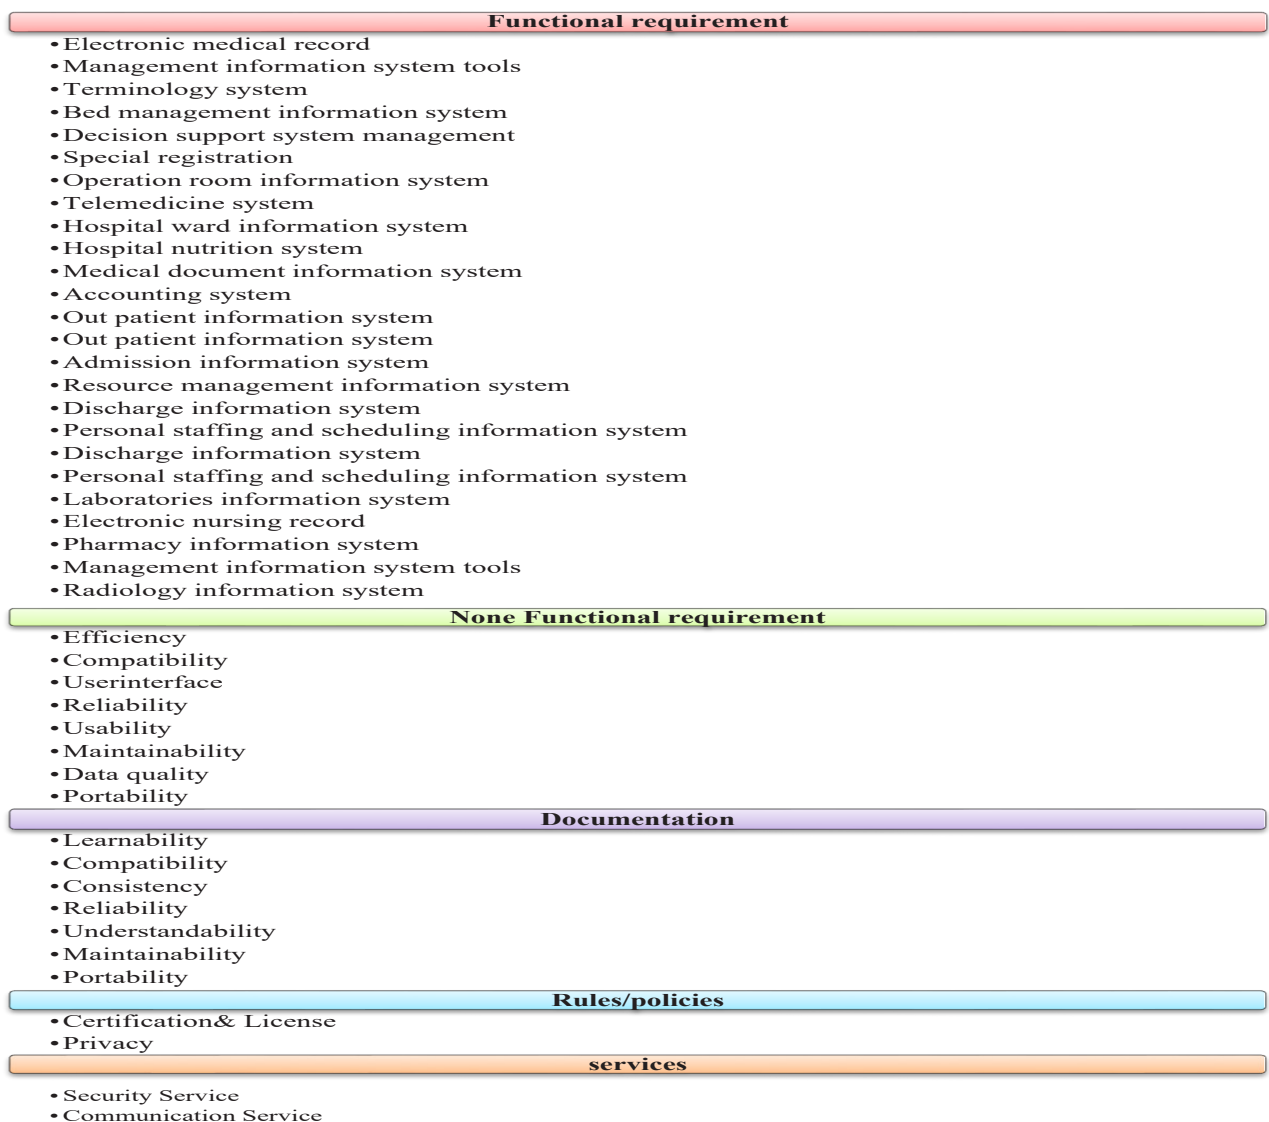 Functional requirement
•Electronic medical record
•Management information system tools
•Terminology system
•Bed management information system
•Decision support system management
•Special registration
•Operation room information system
•Telemedicine system
•Hospital ward information system
•Hospital nutrition system
•Medical document information system
•Accounting system
•Out patient information system
•Out patient information system
•Admission information system
•Resource management information system
•Discharge information system
•Personal staffing and scheduling information system
•Discharge information system
•Personal staffing and scheduling information system
•Laboratories information system
•Electronic nursing record
•Pharmacy information system
•Management information system tools
•Radiology information system
None Functional requirement
•Efficiency
•Compatibility
•Userinterface
•Reliability
•Usability
•Maintainability
•Data quality
•Portability
Documentation
•Learnability
•Compatibility
•Consistency
•Reliability
•Understandability
•Maintainability
•Portability
Rules/policies
•Certification& License
•Privacy
services
•Security Service
•Communication Service